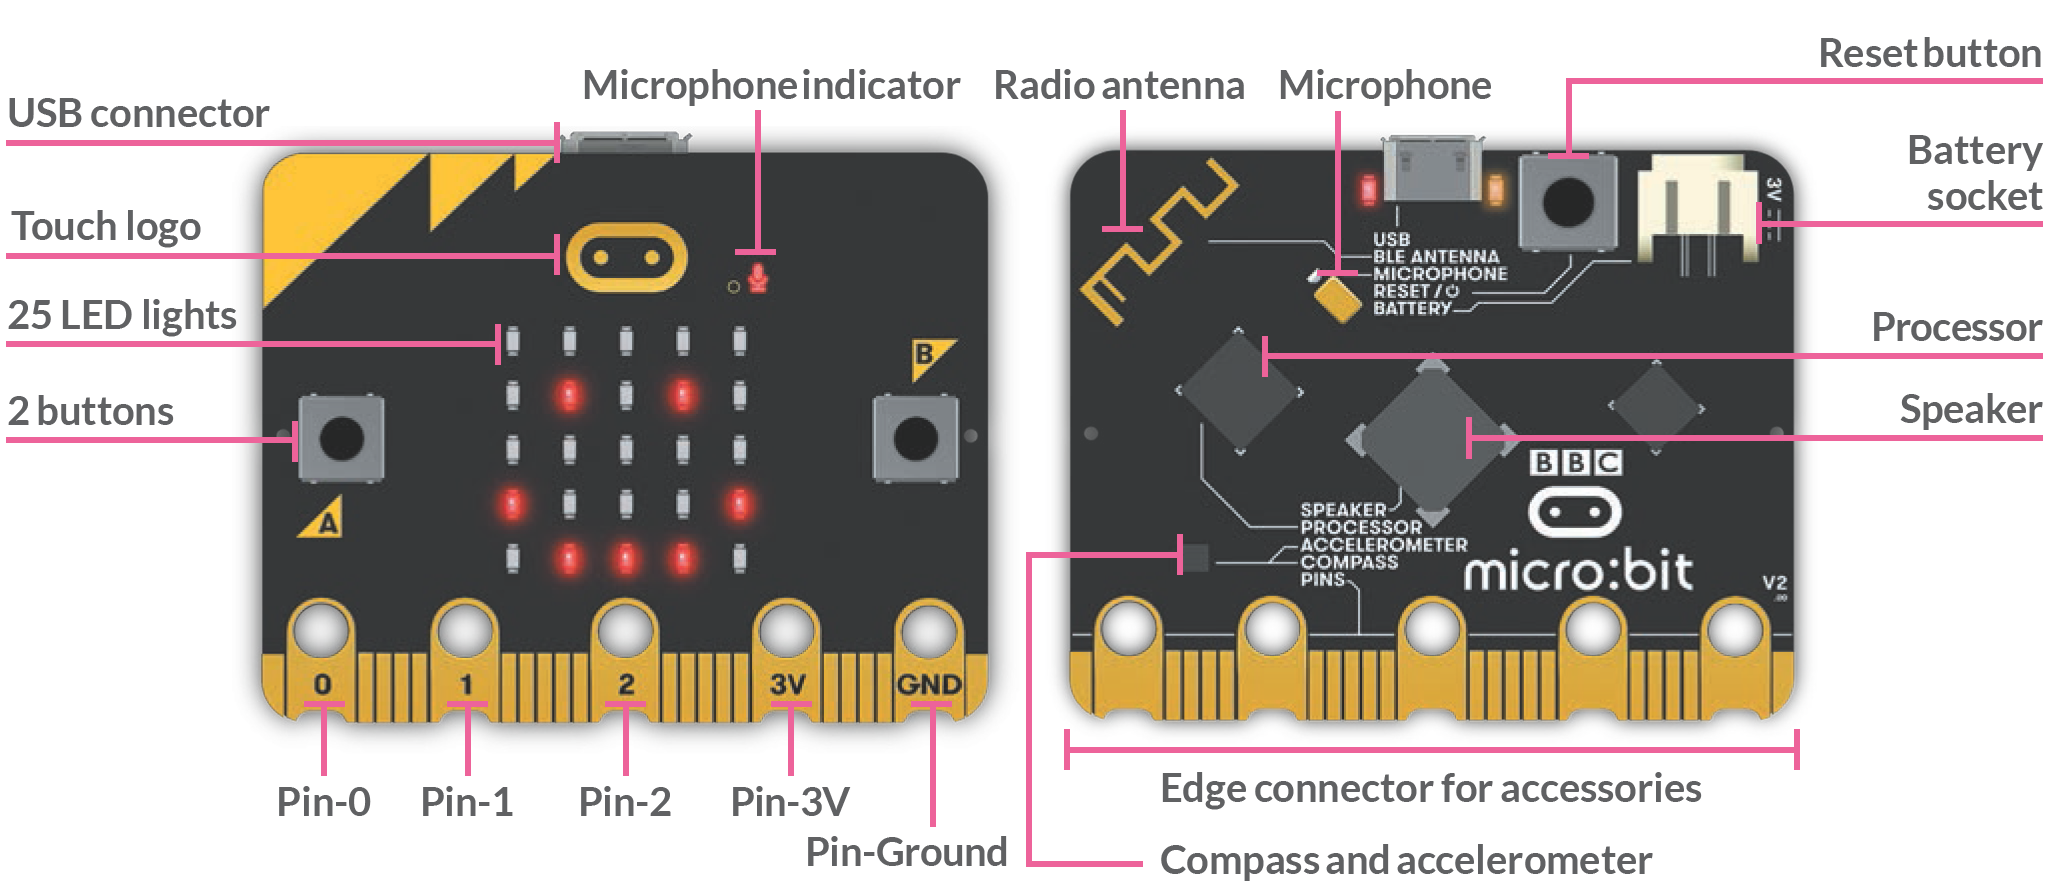 Reset button
Microphone indicator
Radio antenna
Microphone
USB connector
Battery
socket
Touch logo
25 LED lights
2 buttons
Processor
Speaker
A
B
0
1
2
3V
GND
Pin-0
Pin-1
Pin-2
Pin-3V
Pin-Ground
3V
USB
BLE ANTENNA
MICROPHONE
RESET /
BATTERY
SPEAKER
PROCESSOR
ACCELEROMETER
COMPASS
PINS
BBC
micro:bit
V2
Edge connector for accessories
Compass and accelerometer